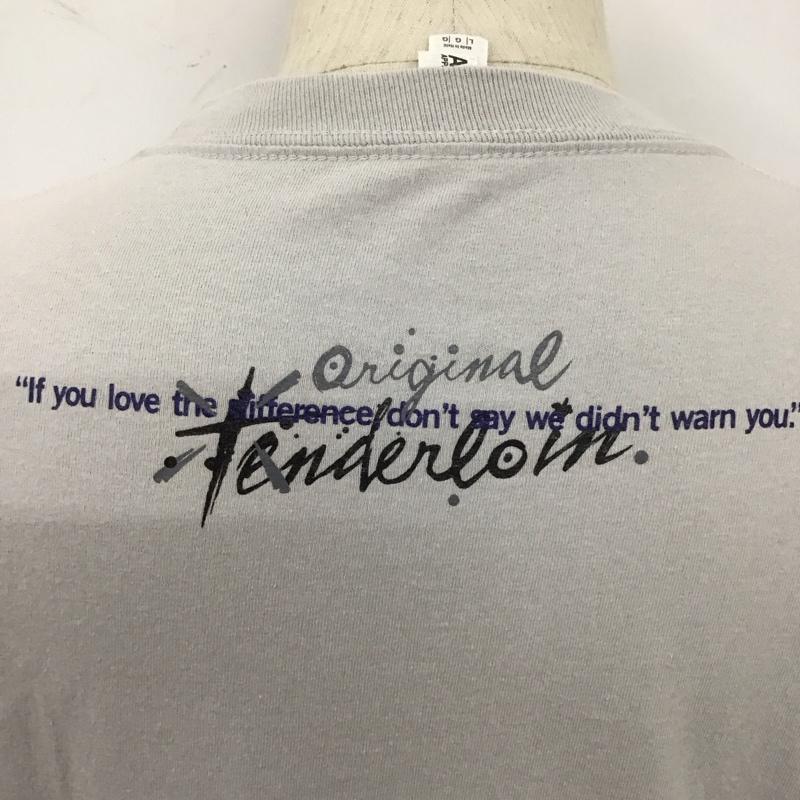 Original
"If you love the difference, don't say we didn't warn you."
Tenderloin.